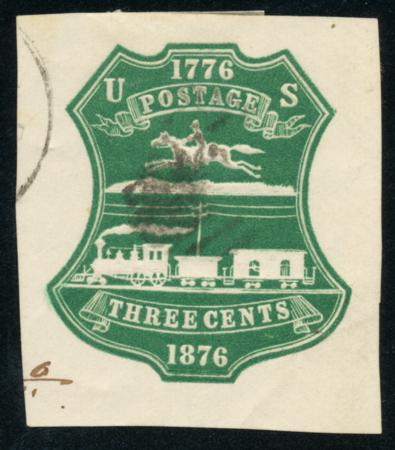 1776
U S
POSTAGE
THREE CENTS
1876